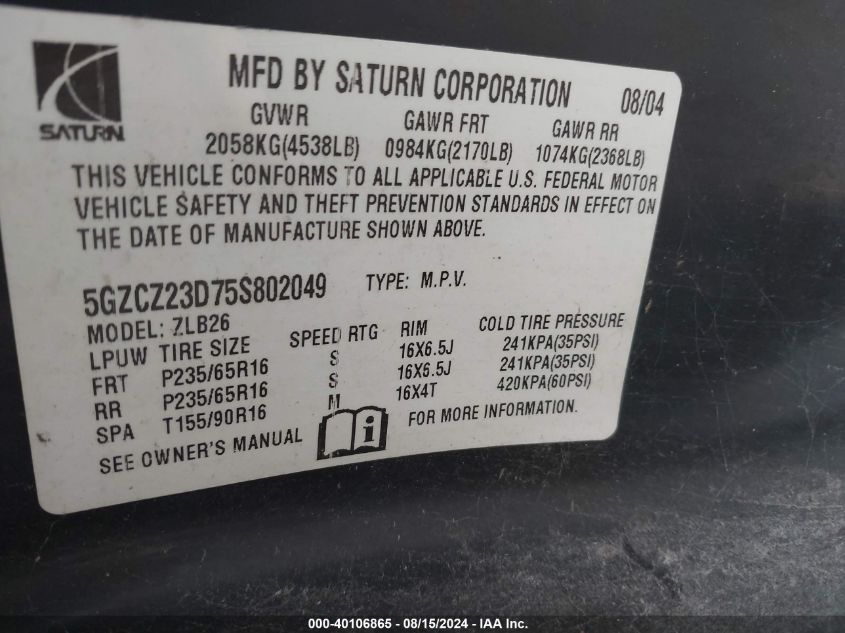 SATURN
MFD BY SATURN CORPORATION 08/04
GVWR GAWR FRT GAWR RR
2058KG(4538LB) 0984KG(2170LB) 1074KG(2368LB)
THIS VEHICLE CONFORMS TO ALL APPLICABLE U.S. FEDERAL MOTOR
VEHICLE SAFETY AND THEFT PREVENTION STANDARDS IN EFFECT ON
THE DATE OF MANUFACTURE SHOWN ABOVE.
5GZCZ23D75S802049 TYPE: M.P.V.
MODEL: ZLB26
LPUW TIRE SIZE SPEED RTG RIM COLD TIRE PRESSURE
FRT P235/65R16 S 16X6.5J 241KPA(35PSI)
RR P235/65R16 S 16X6.5J 241KPA(35PSI)
SPA T155/90R16 M 16X4T 420KPA(60PSI)
SEE OWNER'S MANUAL i FOR MORE INFORMATION.
000-40106865 - 08/15/2024 - IAA Inc.